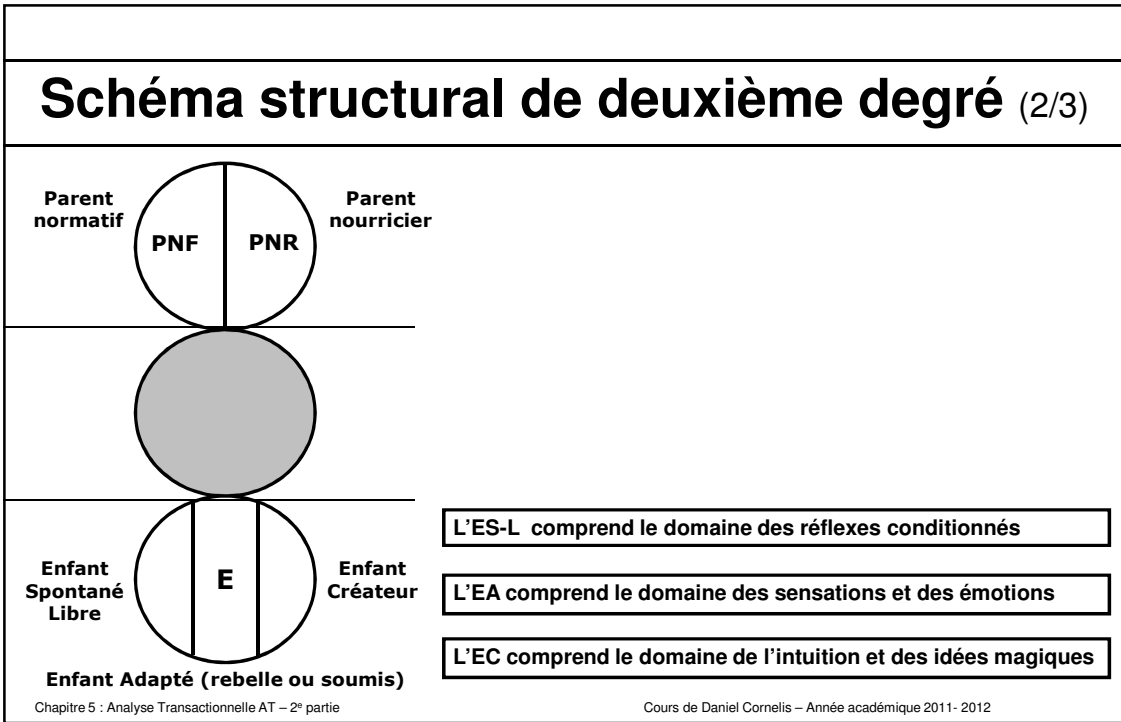 Schéma structural de deuxième degré (2/3)
Parent
normatif
Parent
nourricier
PNF
PNR
L'ES-L comprend le domaine des réflexes conditionnés
Enfant
Spontané
Libre
E
Enfant
Créateur
L'EA comprend le domaine des sensations et des émotions
L'EC comprend le domaine de l'intuition et des idées magiques
Enfant Adapté (rebelle ou soumis)
Chapitre 5 : Analyse Transactionnelle AT – 2e partie
Cours de Daniel Cornelis – Année académique 2011- 2012